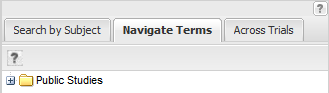 ?
Search by Subject Navigate Terms Across Trials
?
Public Studies